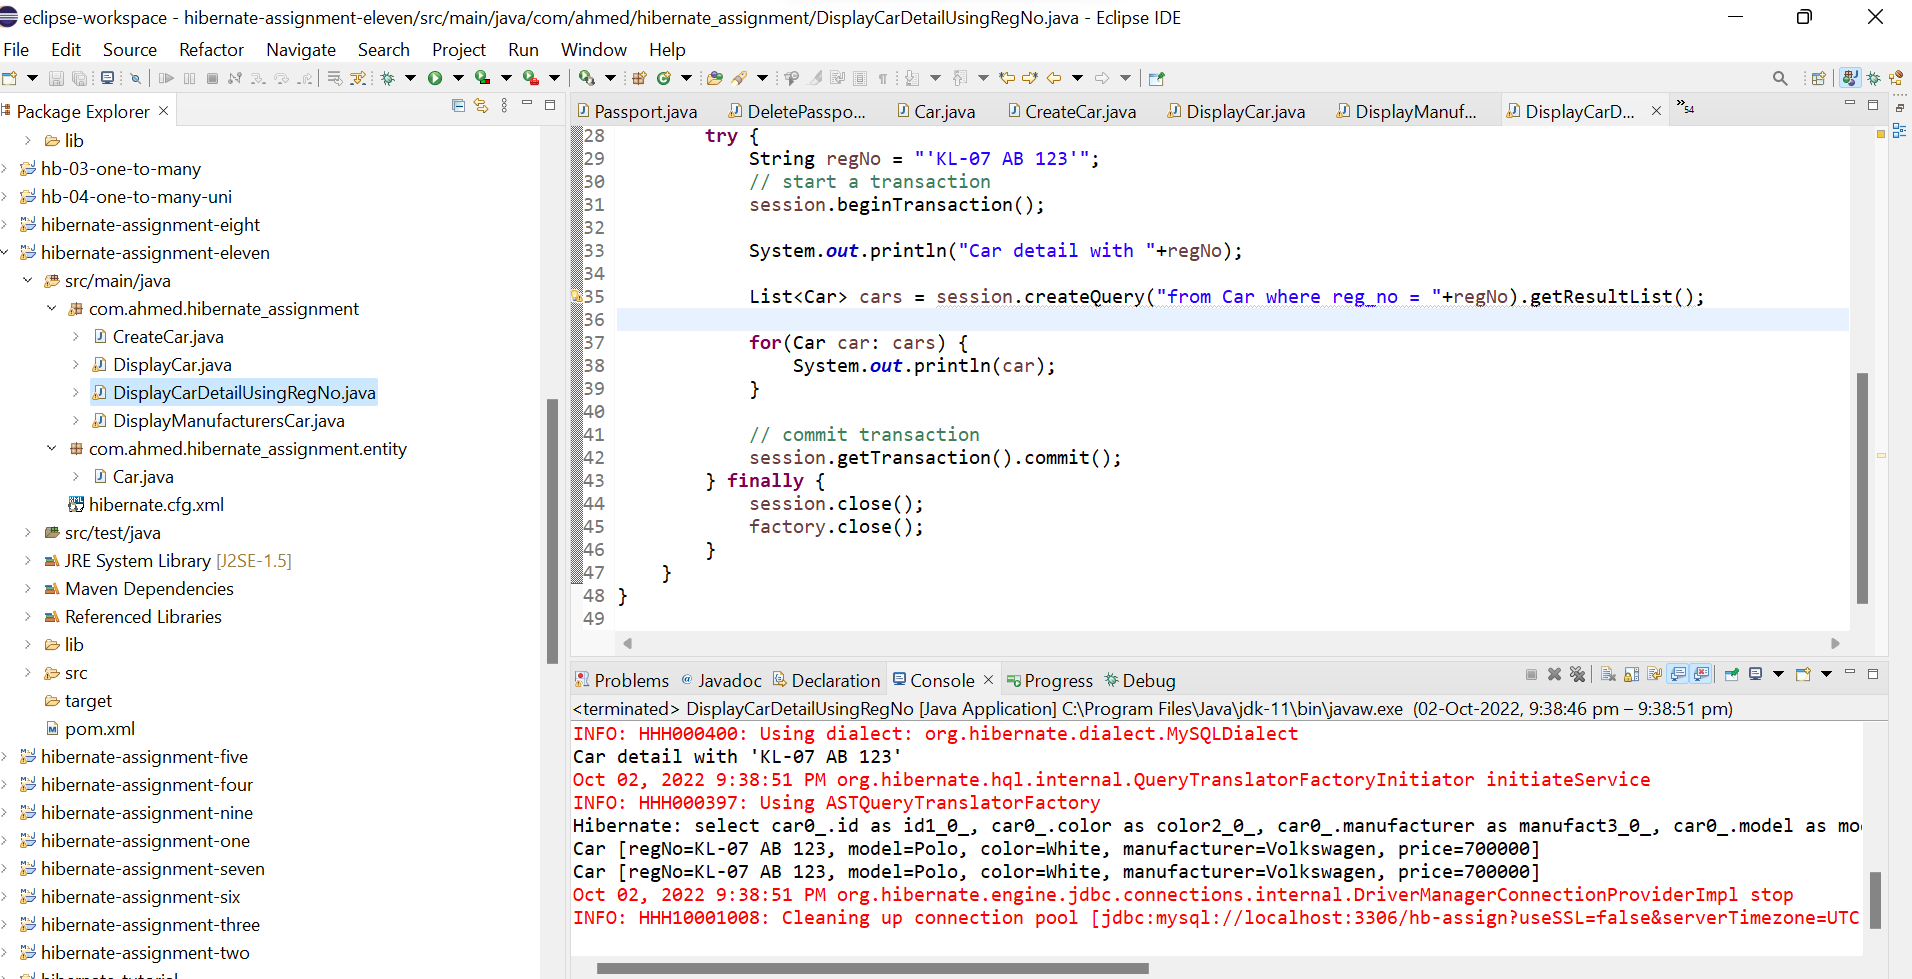 eclipse-workspace - hibernate-assignment-eleven/src/main/java/com/ahmed/hibernate_assignment/DisplayCarDetailUsingRegNo.java - Eclipse IDE
File Edit Source Refactor Navigate Search Project Run Window Help
Package Explorer
lib
hb-03-one-to-many
hb-04-one-to-many-uni
hibernate-assignment-eight
hibernate-assignment-eleven
src/main/java
com.ahmed.hibernate_assignment
CreateCar.java
DisplayCar.java
DisplayCarDetailUsingRegNo.java
DisplayManufacturersCar.java
com.ahmed.hibernate_assignment.entity
Car.java
hibernate.cfg.xml
src/test/java
JRE System Library [J2SE-1.5]
Maven Dependencies
Referenced Libraries
lib
src
target
pom.xml
hibernate-assignment-five
hibernate-assignment-four
hibernate-assignment-nine
hibernate-assignment-one
hibernate-assignment-seven
hibernate-assignment-six
hibernate-assignment-three
hibernate-assignment-two
Passport.java DeletePasspo... Car.java CreateCar.java DisplayCar.java DisplayManuf... DisplayCarD... »54
28 try {
29 String regNo = "'KL-07 AB 123'";
30 // start a transaction
31 session.beginTransaction();
32
33 System.out.println("Car detail with "+regNo);
34
35 List<Car> cars = session.createQuery("from Car where reg_no = "+regNo).getResultList();
36
37 for(Car car: cars) {
38 System.out.println(car);
39 }
40
41 // commit transaction
42 session.getTransaction().commit();
43 } finally {
44 session.close();
45 factory.close();
46 }
47 }
48 }
49
Problems Javadoc Declaration Console Progress Debug
<terminated> DisplayCarDetailUsingRegNo [Java Application] C:\Program Files\Java\jdk-11\bin\javaw.exe (02-Oct-2022, 9:38:46 pm – 9:38:51 pm)
INFO: HHH000400: Using dialect: org.hibernate.dialect.MySQLDialect
Car detail with 'KL-07 AB 123'
Oct 02, 2022 9:38:51 PM org.hibernate.hql.internal.QueryTranslatorFactoryInitiator initiateService
INFO: HHH000397: Using ASTQueryTranslatorFactory
Hibernate: select car0_.id as id1_0_, car0_.color as color2_0_, car0_.manufacturer as manufact3_0_, car0_.model as mo
Car [regNo=KL-07 AB 123, model=Polo, color=White, manufacturer=Volkswagen, price=700000]
Car [regNo=KL-07 AB 123, model=Polo, color=White, manufacturer=Volkswagen, price=700000]
Oct 02, 2022 9:38:51 PM org.hibernate.engine.jdbc.connections.internal.DriverManagerConnectionProviderImpl stop
INFO: HHH10001008: Cleaning up connection pool [jdbc:mysql://localhost:3306/hb-assign?useSSL=false&serverTimezone=UTC